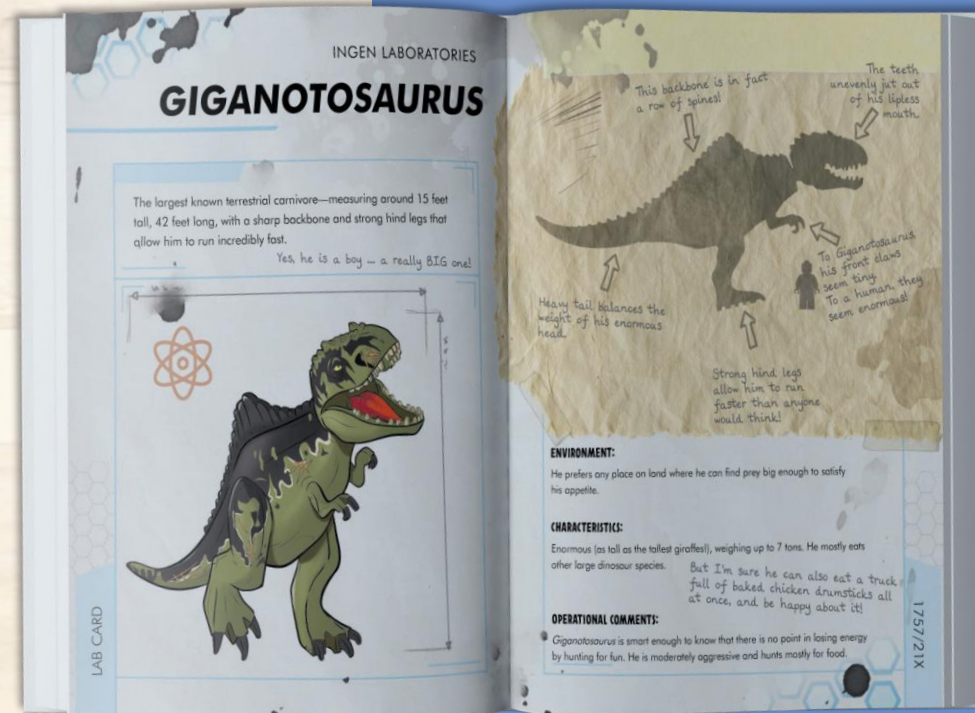 INGEN LABORATORIES
GIGANOTOSAURUS
The largest known terrestrial carnivore—measuring around 15 feet
tall, 42 feet long, with a sharp backbone and strong hind legs that
allow him to run incredibly fast.
Yes, he is a boy ... a really BIG one!
LAB CARD
This backbone is in fact
a row of spines!
The teeth
unevenly jut out
of his lipless
mouth.
To Giganotosaurus,
his front claws
seem tiny.
To a human, they
seem enormous!
Heavy tail balances the
weight of his enormous
head.
Strong hind legs
allow him to run
faster than anyone
would think!
ENVIRONMENT:
He prefers any place on land where he can find prey big enough to satisfy
his appetite.
CHARACTERISTICS:
Enormous (as tall as the tallest giraffes!), weighing up to 7 tons. He mostly eats
other large dinosaur species.
But I'm sure he can also eat a truck
full of baked chicken drumsticks all
at once, and be happy about it!
OPERATIONAL COMMENTS:
Giganotosaurus is smart enough to know that there is no point in losing energy
by hunting for fun. He is moderately aggressive and hunts mostly for food.
1757/21X